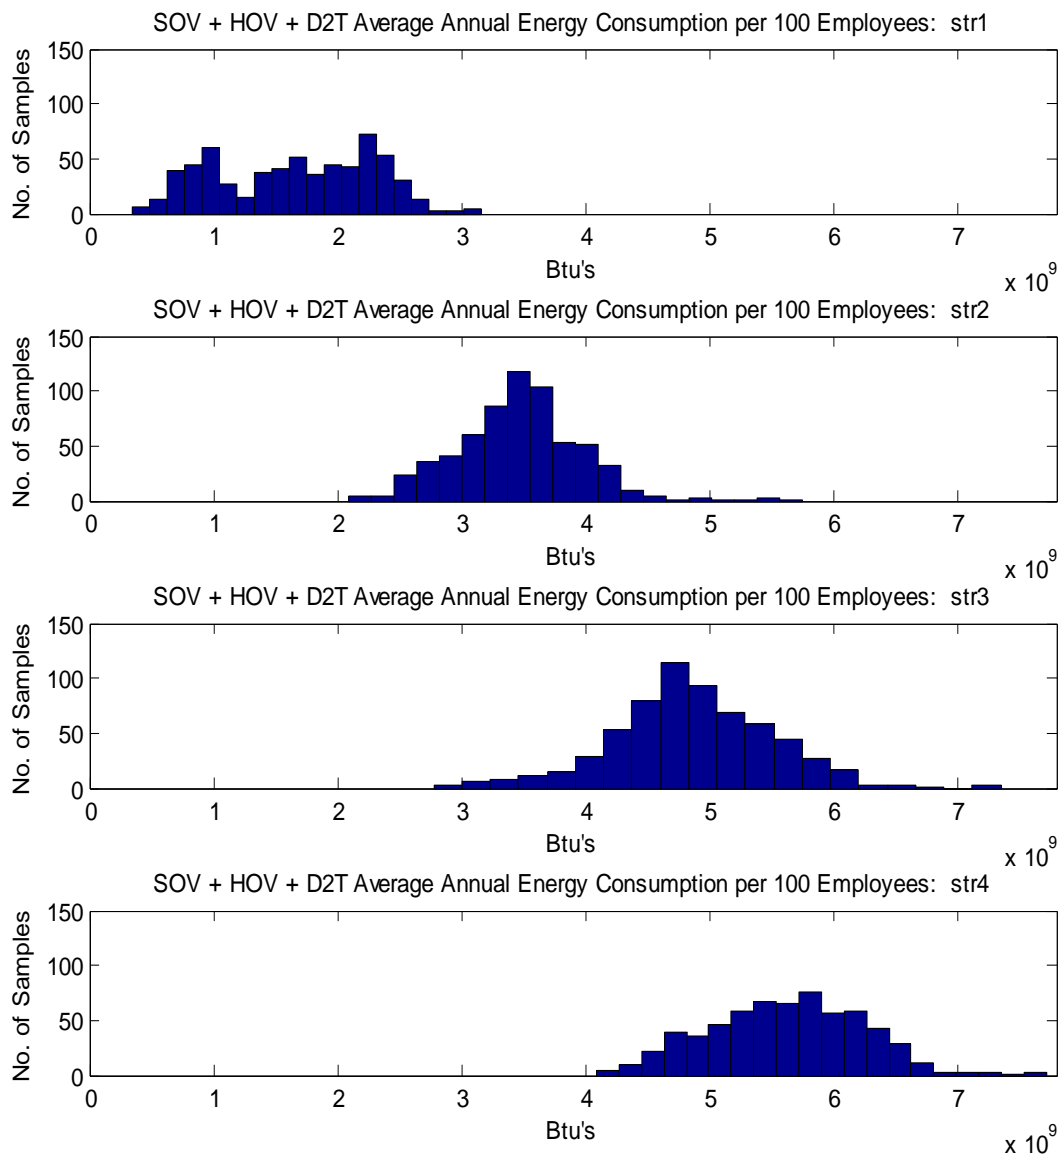 SOV + HOV + D2T Average Annual Energy Consumption per 100 Employees: str1
150
100
50
0
No. of Samples
0 1 2 3 4 5 6 7
Btu's
x 10^9
SOV + HOV + D2T Average Annual Energy Consumption per 100 Employees: str2
150
100
50
0
No. of Samples
0 1 2 3 4 5 6 7
Btu's
x 10^9
SOV + HOV + D2T Average Annual Energy Consumption per 100 Employees: str3
150
100
50
0
No. of Samples
0 1 2 3 4 5 6 7
Btu's
x 10^9
SOV + HOV + D2T Average Annual Energy Consumption per 100 Employees: str4
150
100
50
0
No. of Samples
0 1 2 3 4 5 6 7
Btu's
x 10^9